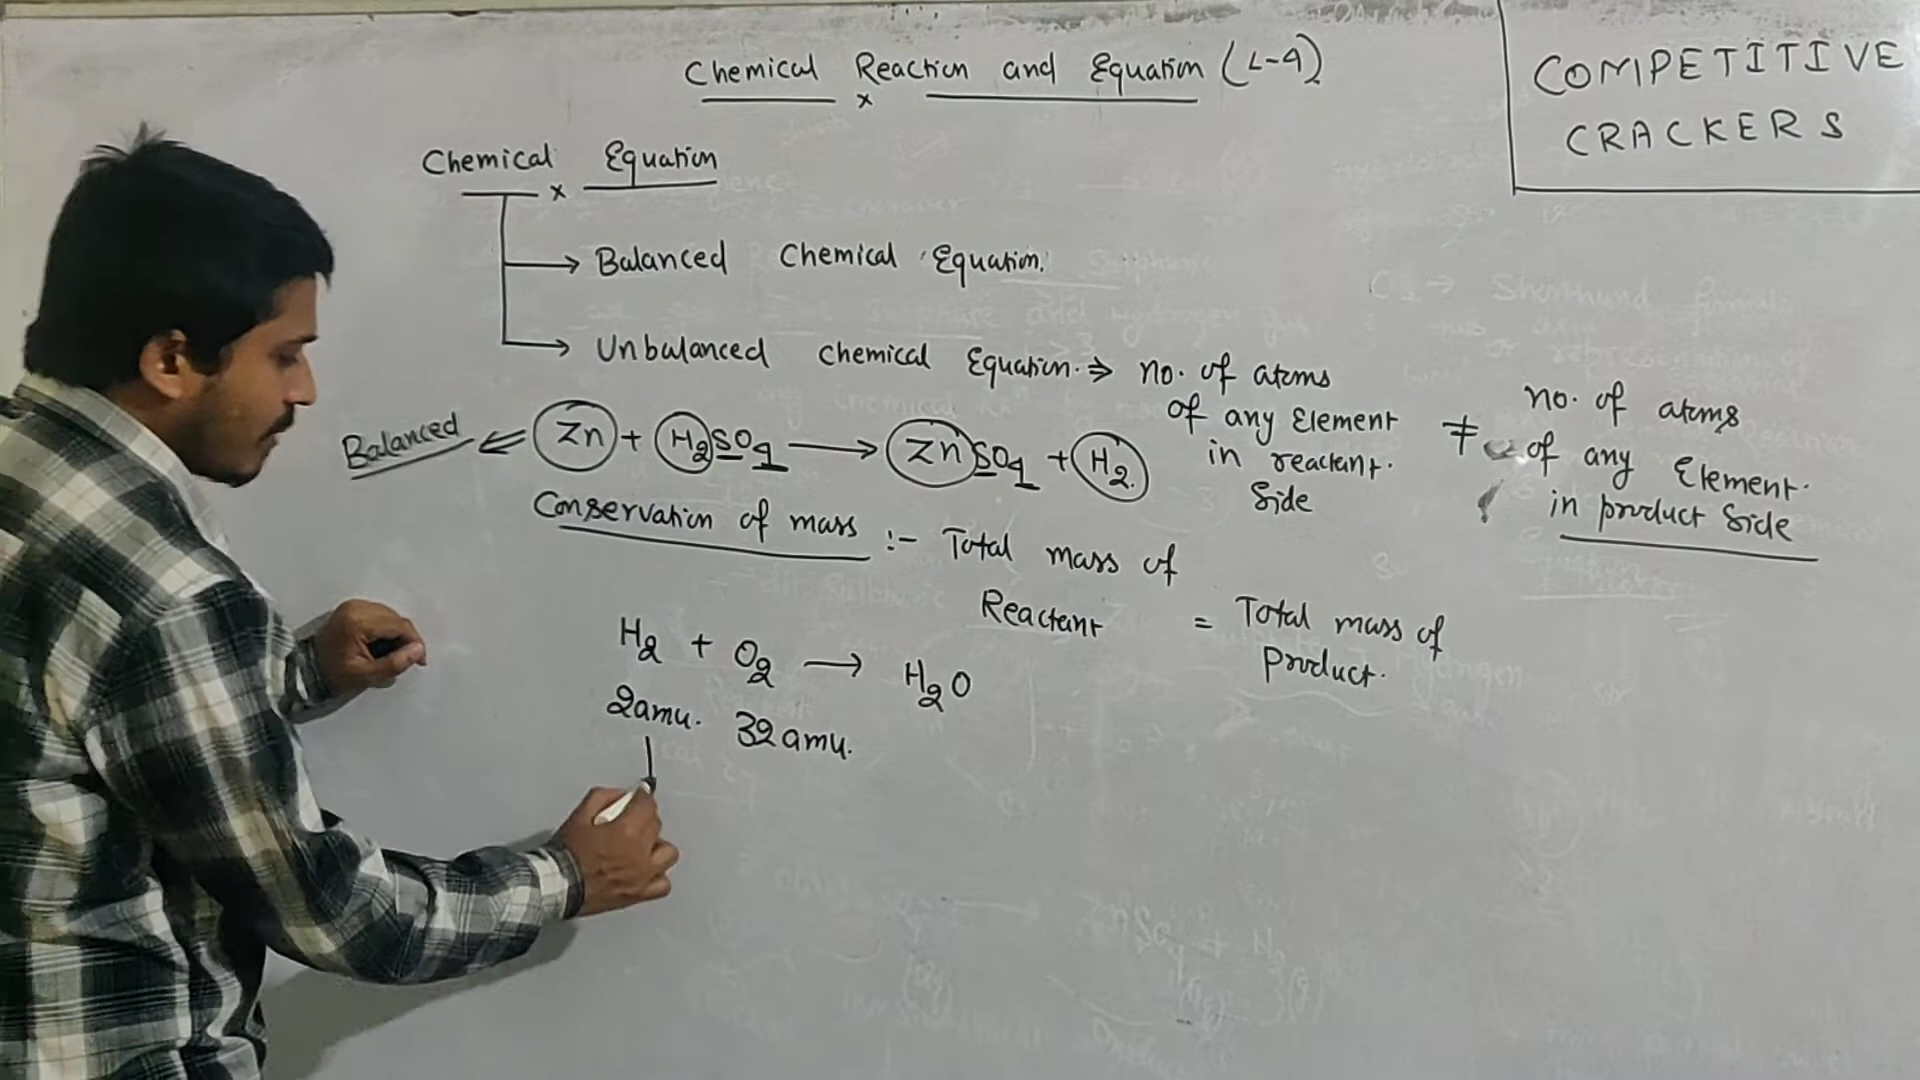 Chemical Reaction and Equation (L-4)
COMPETITIVE
CRACKERS
Chemical Equation
Balanced Chemical Equation.
Unbalanced chemical Equation. ⇒ no. of atoms
of any Element
in reactant.
Side
≠ no. of atoms
of any Element.
in product Side
Balanced ⇐ Zn + H₂SO₄ → ZnSO₄ + H₂.
Conservation of mass :- Total mass of
Reactant = Total mass of
Product.
H₂ + O₂ → H₂O
2amu. 32amu.